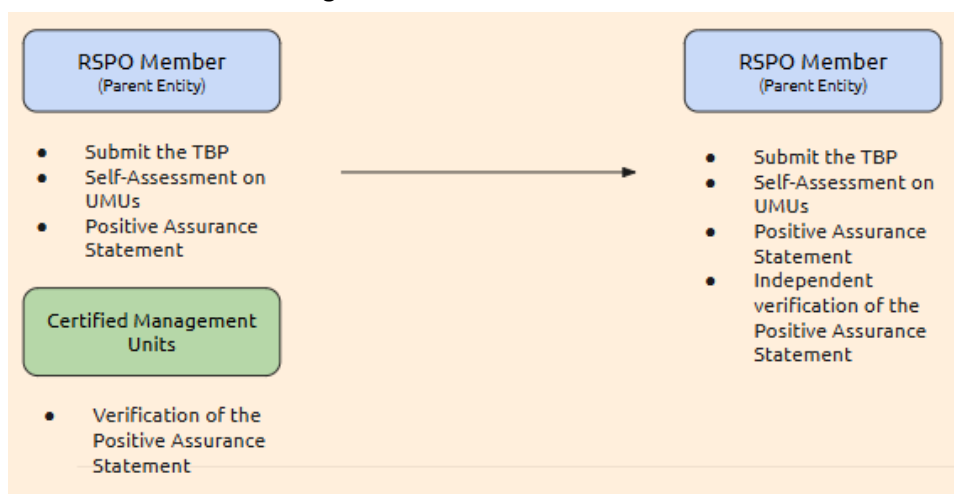 RSPO Member
(Parent Entity)
● Submit the TBP
● Self-Assessment on
UMUs
● Positive Assurance
Statement
Certified Management
Units
● Verification of the
Positive Assurance
Statement
RSPO Member
(Parent Entity)
● Submit the TBP
● Self-Assessment on
UMUs
● Positive Assurance
Statement
● Independent
verification of the
Positive Assurance
Statement